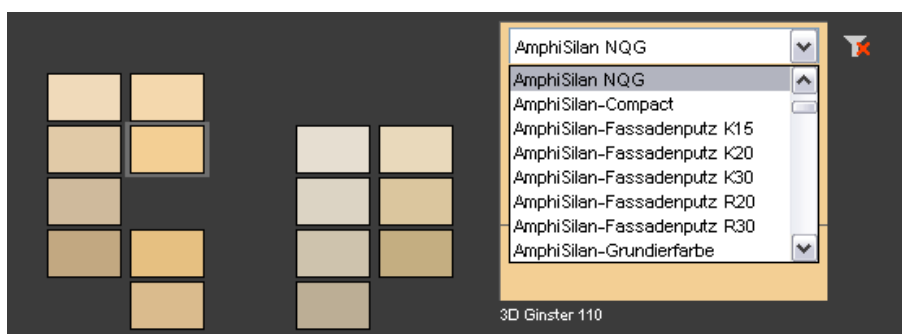 AmphiSilan NQG
AmphiSilan NQG
AmphiSilan-Compact
AmphiSilan-Fassadenputz K15
AmphiSilan-Fassadenputz K20
AmphiSilan-Fassadenputz K30
AmphiSilan-Fassadenputz R20
AmphiSilan-Fassadenputz R30
AmphiSilan-Grundierfarbe
3D Ginster 110